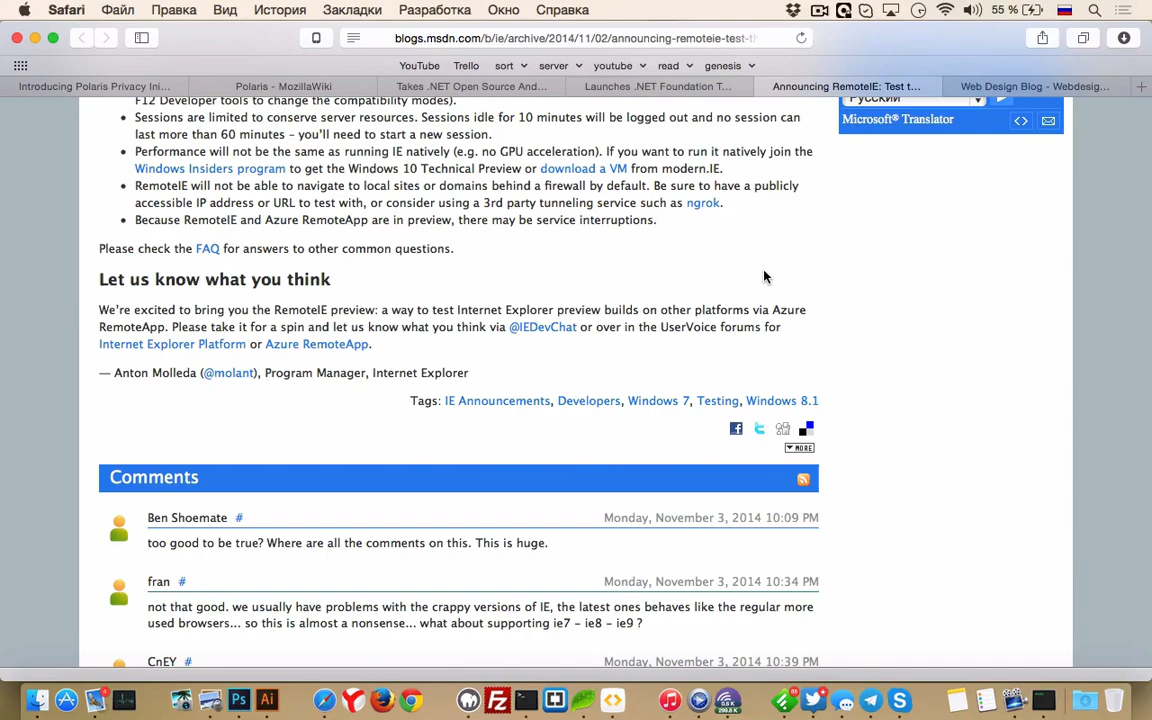 Safari Файл Правка Вид История Закладки Разработка Окно Справка 55 %
blogs.msdn.com/b/ie/archive/2014/11/02/announcing-remoteie-test-th
YouTube Trello sort server youtube read genesis
Introducing Polaris Privacy Ini... Polaris - MozillaWiki Takes .NET Open Source And... Launches .NET Foundation T... Announcing RemoteIE: Test t... Web Design Blog - Webdesig...
F12 Developer tools to change the compatibility modes).
Русский
Sessions are limited to conserve server resources. Sessions idle for 10 minutes will be logged out and no session can
last more than 60 minutes – you’ll need to start a new session.
Microsoft® Translator
Performance will not be the same as running IE natively (e.g. no GPU acceleration). If you want to run it natively join the
Windows Insiders program to get the Windows 10 Technical Preview or download a VM from modern.IE.
RemoteIE will not be able to navigate to local sites or domains behind a firewall by default. Be sure to have a publicly
accessible IP address or URL to test with, or consider using a 3rd party tunneling service such as ngrok.
Because RemoteIE and Azure RemoteApp are in preview, there may be service interruptions.
Please check the FAQ for answers to other common questions.
Let us know what you think
We’re excited to bring you the RemoteIE preview: a way to test Internet Explorer preview builds on other platforms via Azure
RemoteApp. Please take it for a spin and let us know what you think via @IEDevChat or over in the UserVoice forums for
Internet Explorer Platform or Azure RemoteApp.
— Anton Molleda (@molant), Program Manager, Internet Explorer
Tags: IE Announcements, Developers, Windows 7, Testing, Windows 8.1
MORE
Comments
Ben Shoemate # Monday, November 3, 2014 10:09 PM
too good to be true? Where are all the comments on this. This is huge.
fran # Monday, November 3, 2014 10:34 PM
not that good. we usually have problems with the crappy versions of IE, the latest ones behaves like the regular more
used browsers... so this is almost a nonsense... what about supporting ie7 – ie8 – ie9 ?
CnEY # Monday, November 3, 2014 10:39 PM